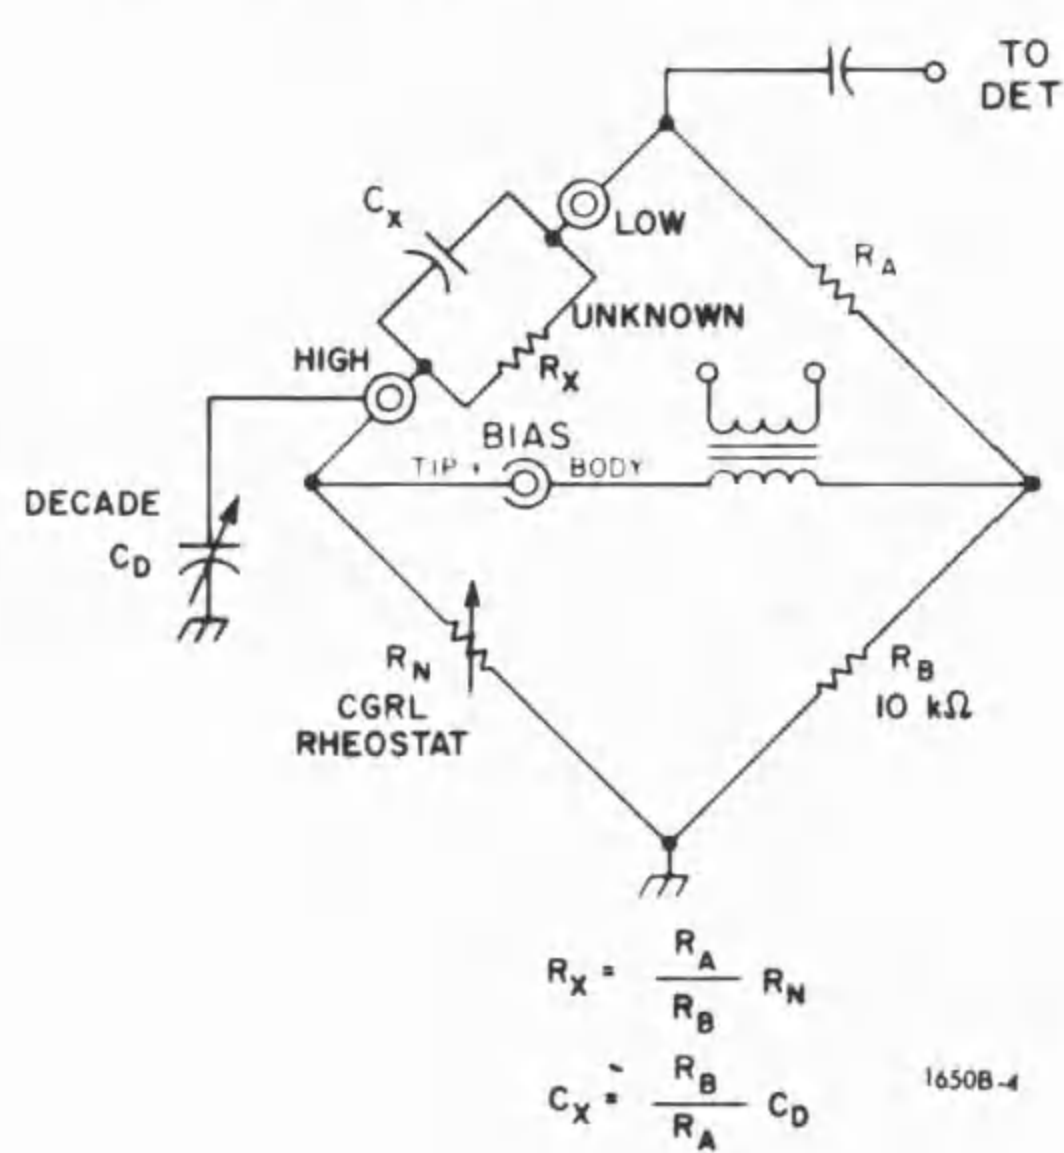 TO
DET
Cx
LOW
RA
UNKNOWN
HIGH
Rx
BIAS
TIP + BODY
DECADE
CD
RN
CGRL
RHEOSTAT
RB
10 kΩ
Rx = RA / RB RN
Cx = RB / RA CD
1650B-4